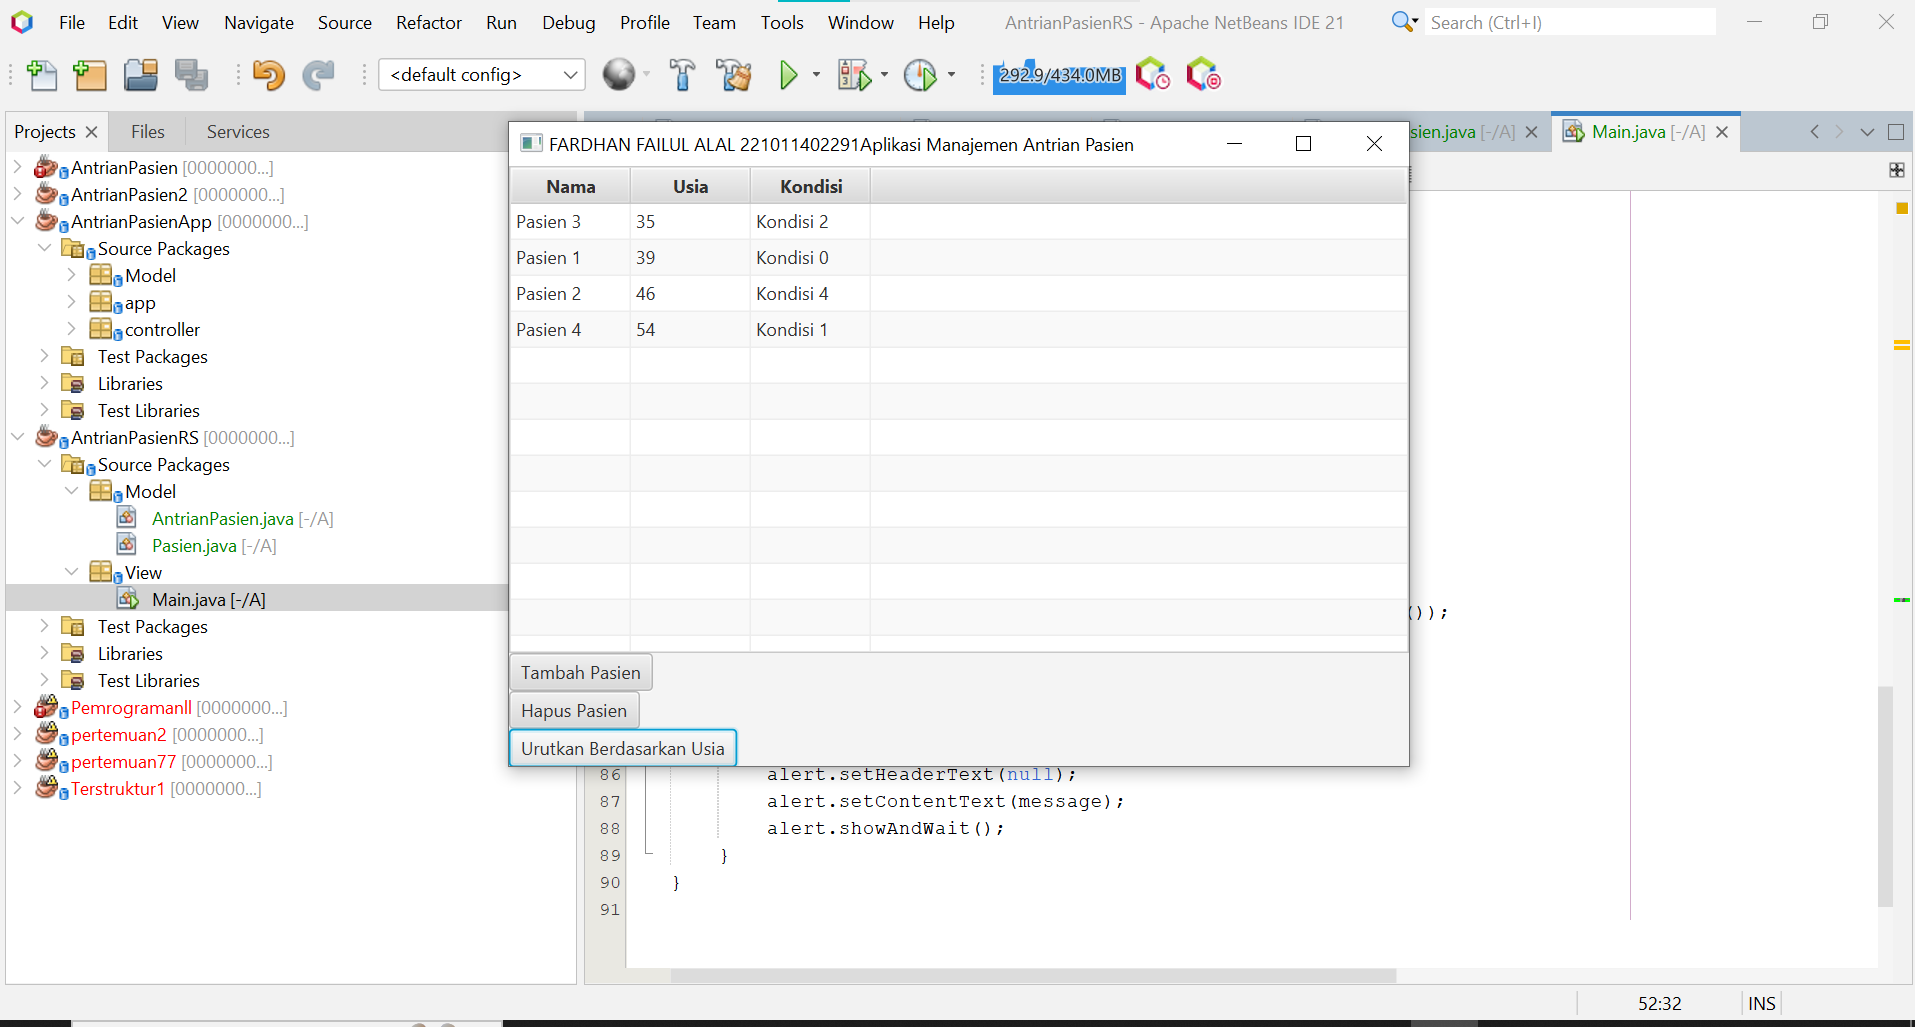 File Edit View Navigate Source Refactor Run Debug Profile Team Tools Window Help AntrianPasienRS - Apache NetBeans IDE 21 Search (Ctrl+I)
<default config> 292.9/434.0MB
Projects Files Services
sien.java [-/A] Main.java [-/A]
AntrianPasien [0000000...]
AntrianPasien2 [0000000...]
AntrianPasienApp [0000000...]
Source Packages
Model
app
controller
Test Packages
Libraries
Test Libraries
AntrianPasienRS [0000000...]
Source Packages
Model
AntrianPasien.java [-/A]
Pasien.java [-/A]
View
Main.java [-/A]
Test Packages
Libraries
Test Libraries
PemrogramanII [0000000...]
pertemuan2 [0000000...]
pertemuan77 [0000000...]
Terstruktur1 [0000000...]
FARDHAN FAILUL ALAL 221011402291Aplikasi Manajemen Antrian Pasien
Nama Usia Kondisi
Pasien 3 35 Kondisi 2
Pasien 1 39 Kondisi 0
Pasien 2 46 Kondisi 4
Pasien 4 54 Kondisi 1
Tambah Pasien
Hapus Pasien
Urutkan Berdasarkan Usia
());
86 alert.setHeaderText(null);
87 alert.setContentText(message);
88 alert.showAndWait();
89 }
90 }
91
52:32 INS